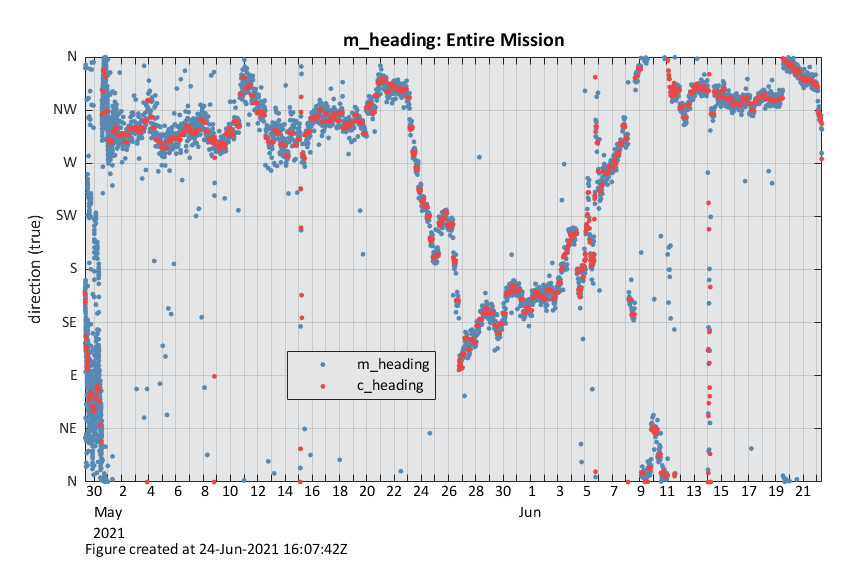 m_heading: Entire Mission
direction (true)
N
NW
W
SW
S
SE
E
NE
N
m_heading
c_heading
30 2 4 6 8 10 12 14 16 18 20 22 24 26 28 30 1 3 5 7 9 11 13 15 17 19 21
May Jun
2021
Figure created at 24-Jun-2021 16:07:42Z